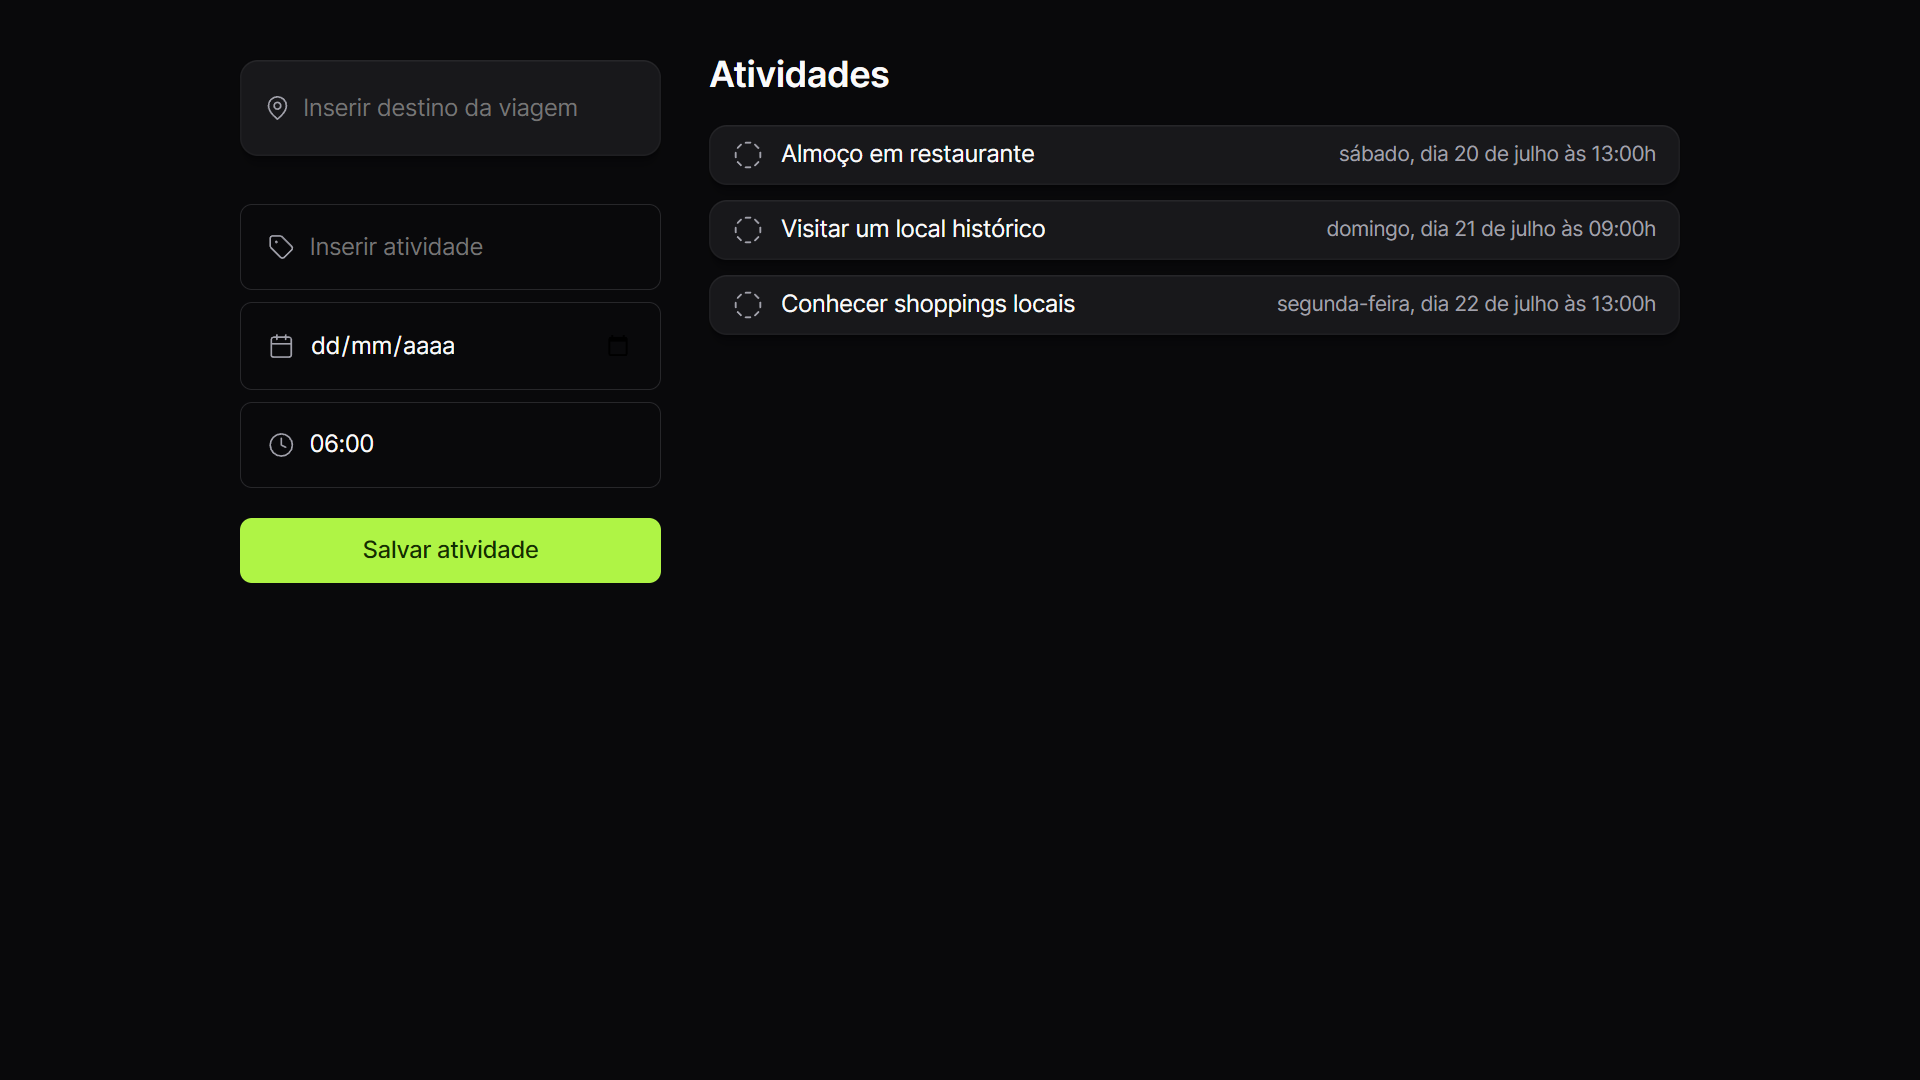 Inserir destino da viagem
Inserir atividade
dd/mm/aaaa
06:00
Salvar atividade
Atividades
Almoço em restaurante sábado, dia 20 de julho às 13:00h
Visitar um local histórico domingo, dia 21 de julho às 09:00h
Conhecer shoppings locais segunda-feira, dia 22 de julho às 13:00h